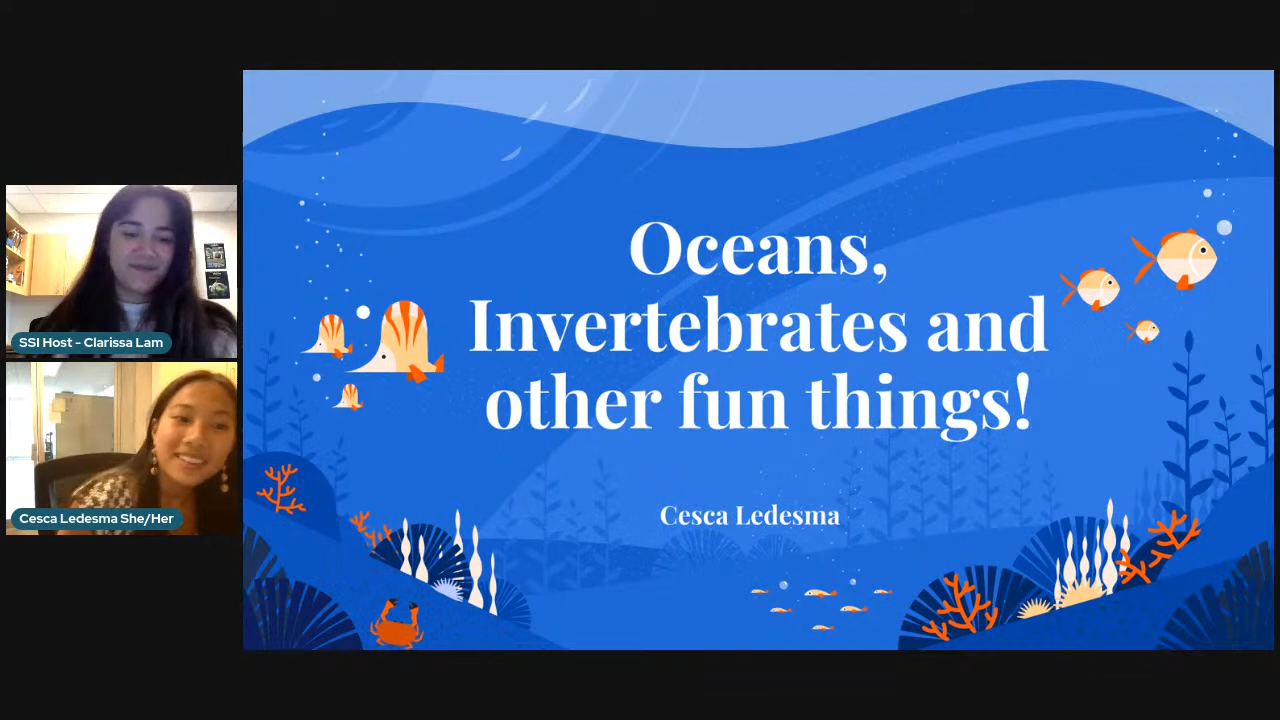 SSI Host - Clarissa Lam
Cesca Ledesma She/Her
Oceans,
Invertebrates and
other fun things!
Cesca Ledesma